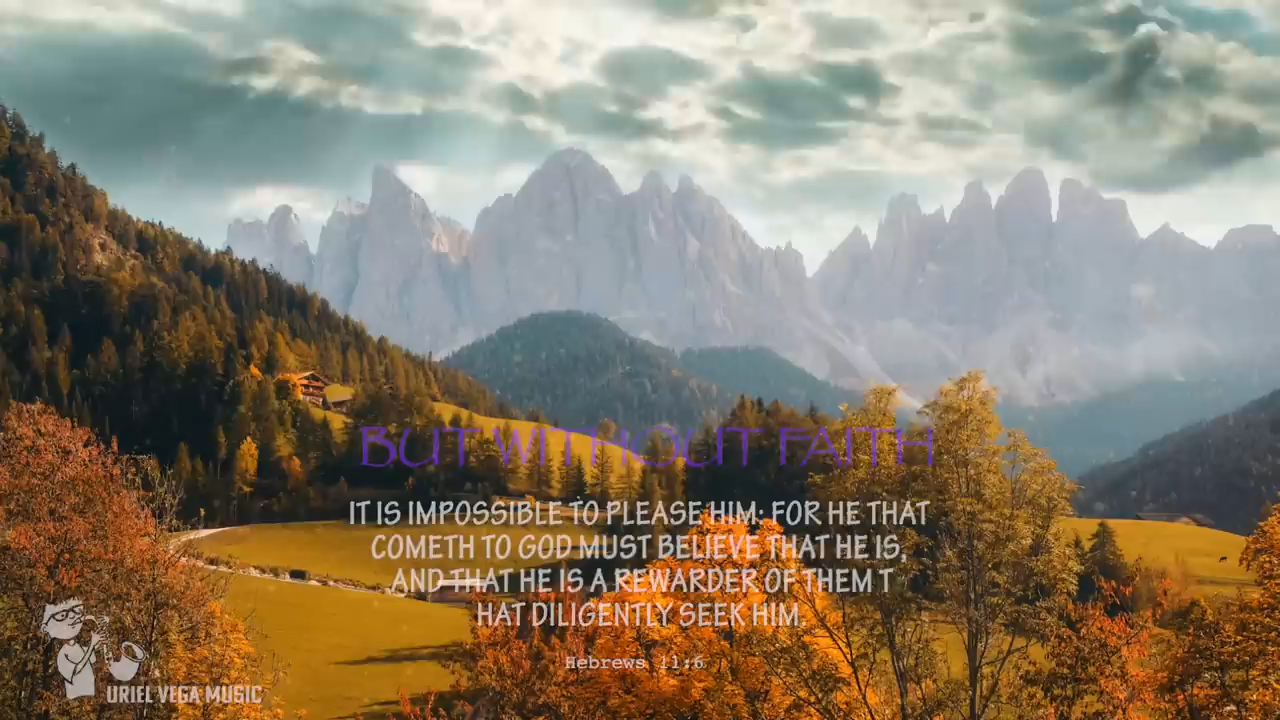 BUT WITHOUT FAITH
IT IS IMPOSSIBLE TO PLEASE HIM: FOR HE THAT
COMETH TO GOD MUST BELIEVE THAT HE IS,
AND THAT HE IS A REWARDER OF THEM T
HAT DILIGENTLY SEEK HIM.
Hebrews 11:6
URIEL VEGA MUSIC